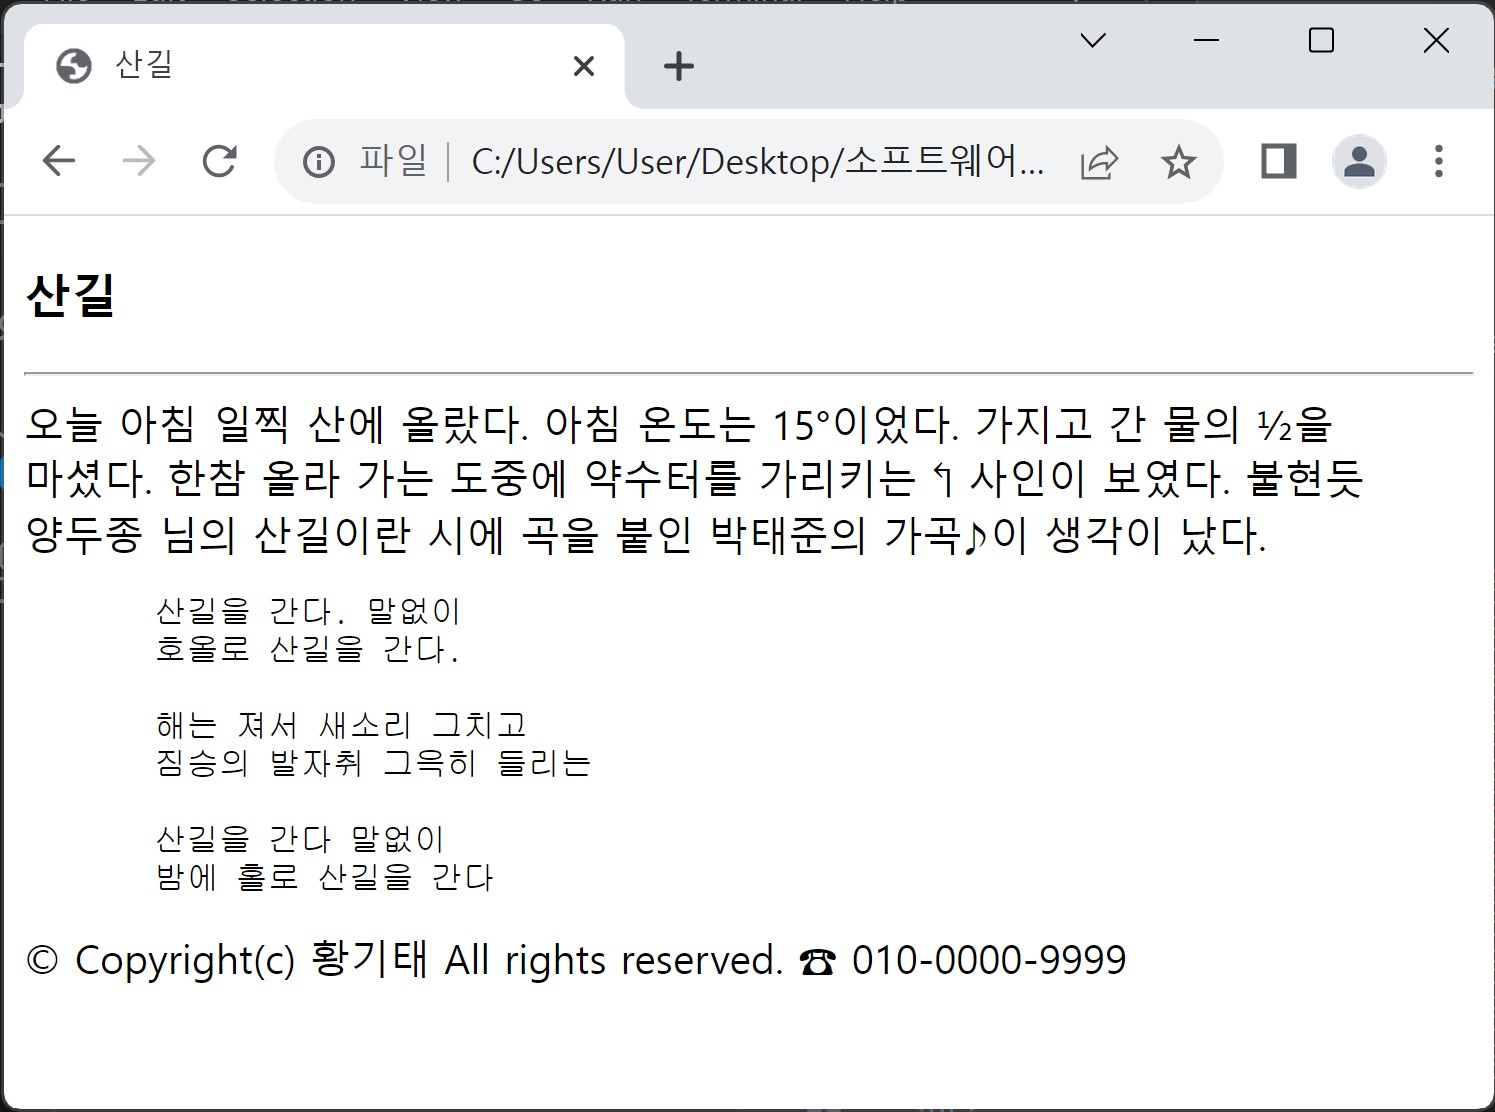 산길
파일 | C:/Users/User/Desktop/소프트웨어...
산길
오늘 아침 일찍 산에 올랐다. 아침 온도는 15°이었다. 가지고 간 물의 ½을
마셨다. 한참 올라 가는 도중에 약수터를 가리키는 ↰ 사인이 보였다. 불현듯
양두종 님의 산길이란 시에 곡을 붙인 박태준의 가곡♪이 생각이 났다.
산길을 간다. 말없이
호올로 산길을 간다.
해는 져서 새소리 그치고
짐승의 발자취 그윽히 들리는
산길을 간다 말없이
밤에 홀로 산길을 간다
© Copyright(c) 황기태 All rights reserved. ☎ 010-0000-9999